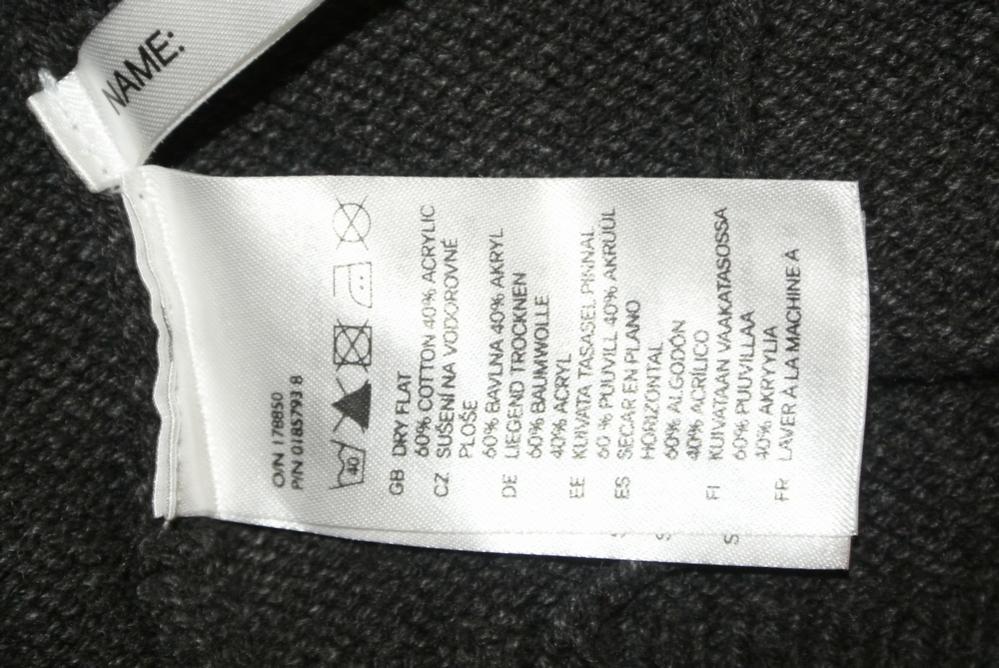 NAME:
O/N 178850
P/N 0185793 8
40
GB DRY FLAT
60% COTTON 40% ACRYLIC
CZ SUŠENÍ NA VODOROVNÉ
PLOŠE
60% BAVLNA 40% AKRYL
DE LIEGEND TROCKNEN
60% BAUMWOLLE
40% ACRYL
EE KUIVATA TASASEL PINNAL
60 % PUUVILL 40% AKRÜÜL
ES SECAR EN PLANO
HORIZONTAL
60% ALGODÓN
40% ACRÍLICO
FI KUIVATAAN VAAKATASOSSA
60% PUUVILLAA
40% AKRYYLIA
FR LAVER A LA MACHINE A